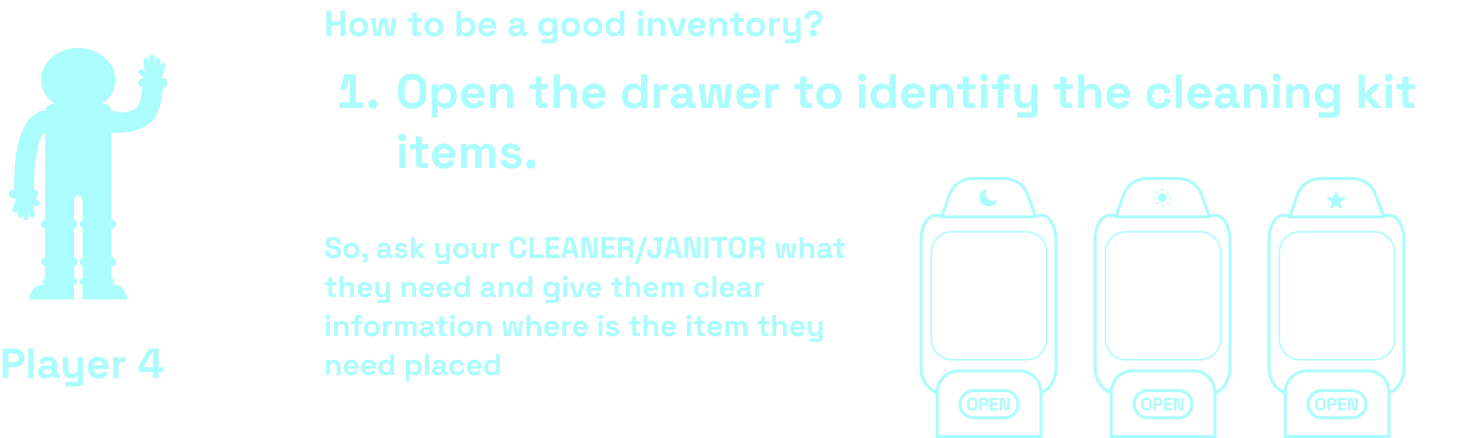 How to be a good inventory?
1. Open the drawer to identify the cleaning kit
items.
So, ask your CLEANER/JANITOR what
they need and give them clear
information where is the item they
need placed
Player 4
OPEN
OPEN
OPEN